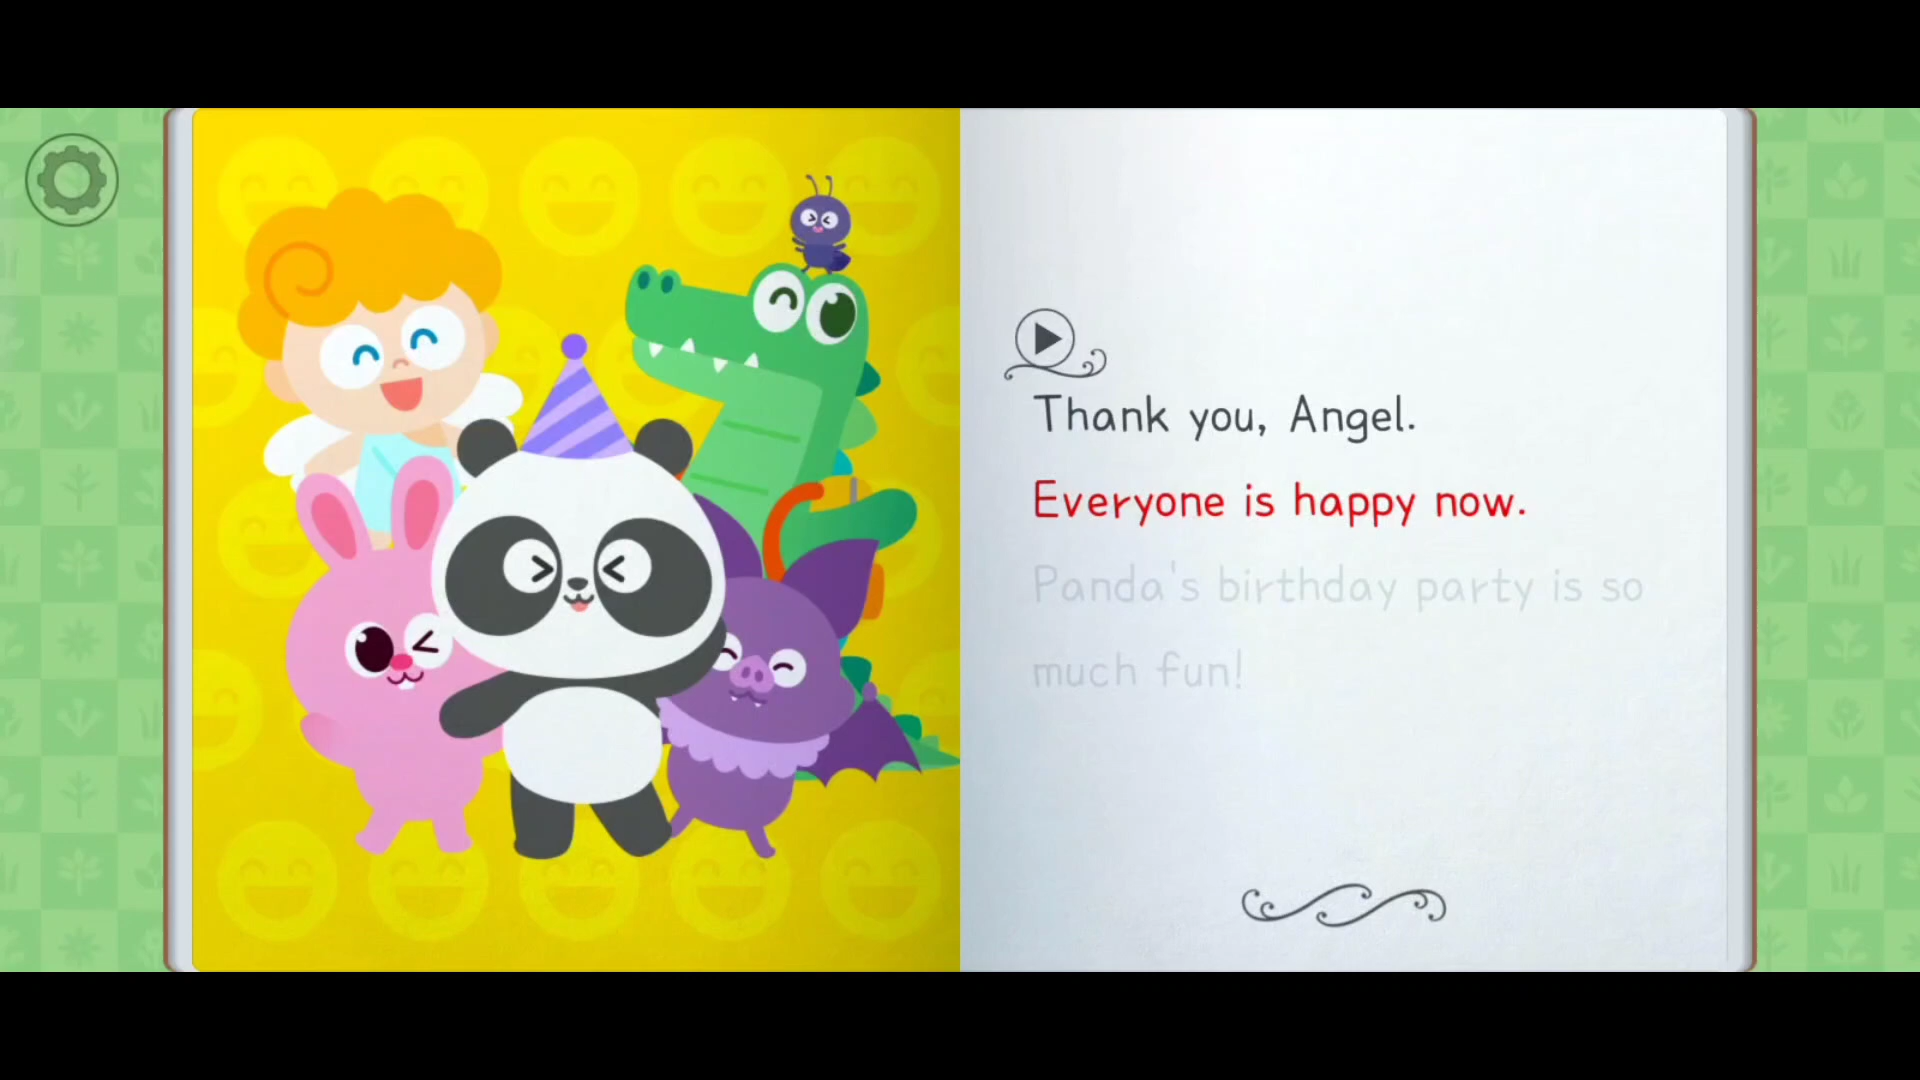 Thank you, Angel.
Everyone is happy now.
Panda's birthday party is so
much fun!